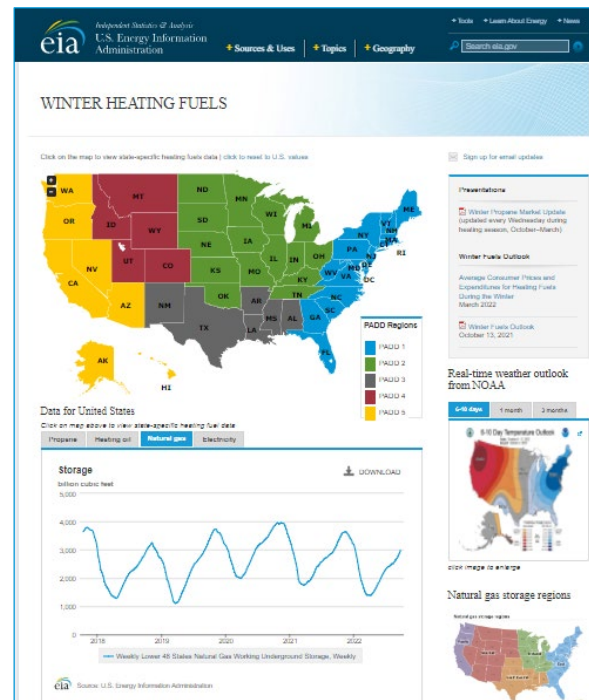 Independent Statistics & Analysis
eia
U.S. Energy Information
Administration
+ Sources & Uses
+ Topics
+ Geography
+ Tools
+ Learn About Energy
+ News
Search eia.gov
WINTER HEATING FUELS
Click on the map to view state-specific heating fuels data | click to reset to U.S. values
+
-
WA
OR
CA
NV
AZ
ID
MT
WY
UT
CO
NM
TX
ND
SD
NE
KS
OK
MN
IA
MO
AR
LA
WI
IL
MI
IN
OH
KY
TN
MS
AL
GA
FL
SC
NC
VA
WV
PA
NY
ME
VT
NH
MA
CT
RI
NJ
DE
MD
DC
AK
HI
PADD Regions
PADD 1
PADD 2
PADD 3
PADD 4
PADD 5
Data for United States
Click on map above to view state-specific heating fuel data
Propane
Heating oil
Natural gas
Electricity
Storage
DOWNLOAD
billion cubic feet
5,000
4,000
3,000
2,000
1,000
0
2018
2019
2020
2021
2022
Weekly Lower 48 States Natural Gas Working Underground Storage, Weekly
eia
Source: U.S. Energy Information Administration
Sign up for email updates
Presentations
Winter Propane Market Update
(updated every Wednesday during
heating season, October–March)
Winter Fuels Outlook
Average Consumer Prices and
Expenditures for Heating Fuels
During the Winter
March 2022
Winter Fuels Outlook
October 13, 2021
Real-time weather outlook
from NOAA
6-10 days
1 month
3 months
6-10 Day Temperature Outlook
click image to enlarge
Natural gas storage regions
Natural gas storage regions